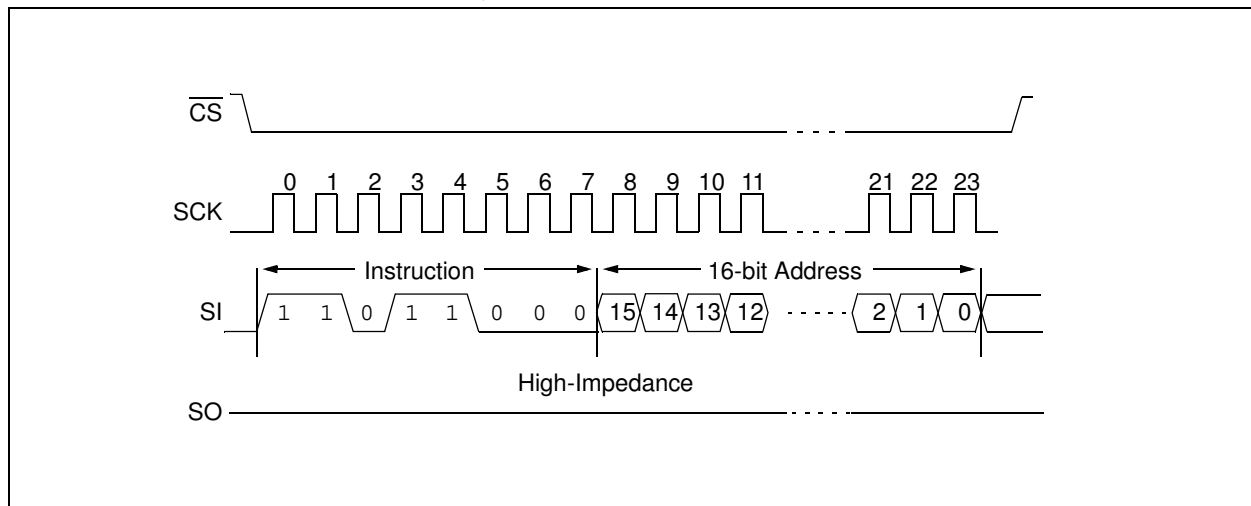 CS
0 1 2 3 4 5 6 7 8 9 10 11 21 22 23
SCK
Instruction 16-bit Address
SI 1 1 0 1 1 0 0 0 15 14 13 12 2 1 0
High-Impedance
SO